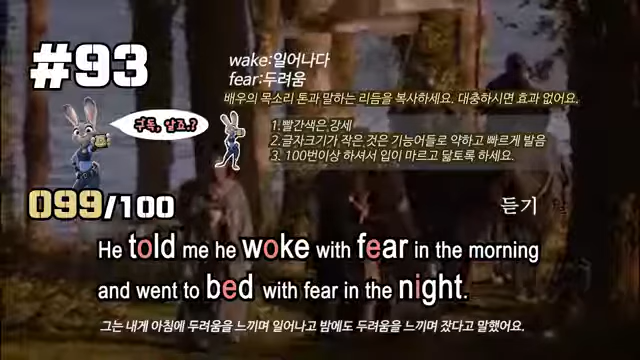 #93
wake:일어나다
fear:두려움
배우의 목소리 톤과 말하는 리듬을 복사하세요. 대충하시면 효과 없어요,
구독, 알죠.?
1.빨간색은,강세
2.글자크기가 작은 것은 기능어들로 약하고 빠르게 발음
3. 100번이상 하셔서 입이 마르고 닳토록 하세요.
099/100
듣기
He told me he woke with fear in the morning
and went to bed with fear in the night.
그는 내게 아침에 두려움을 느끼며 일어나고 밤에도 두려움을 느끼며 잤다고 말했어요.